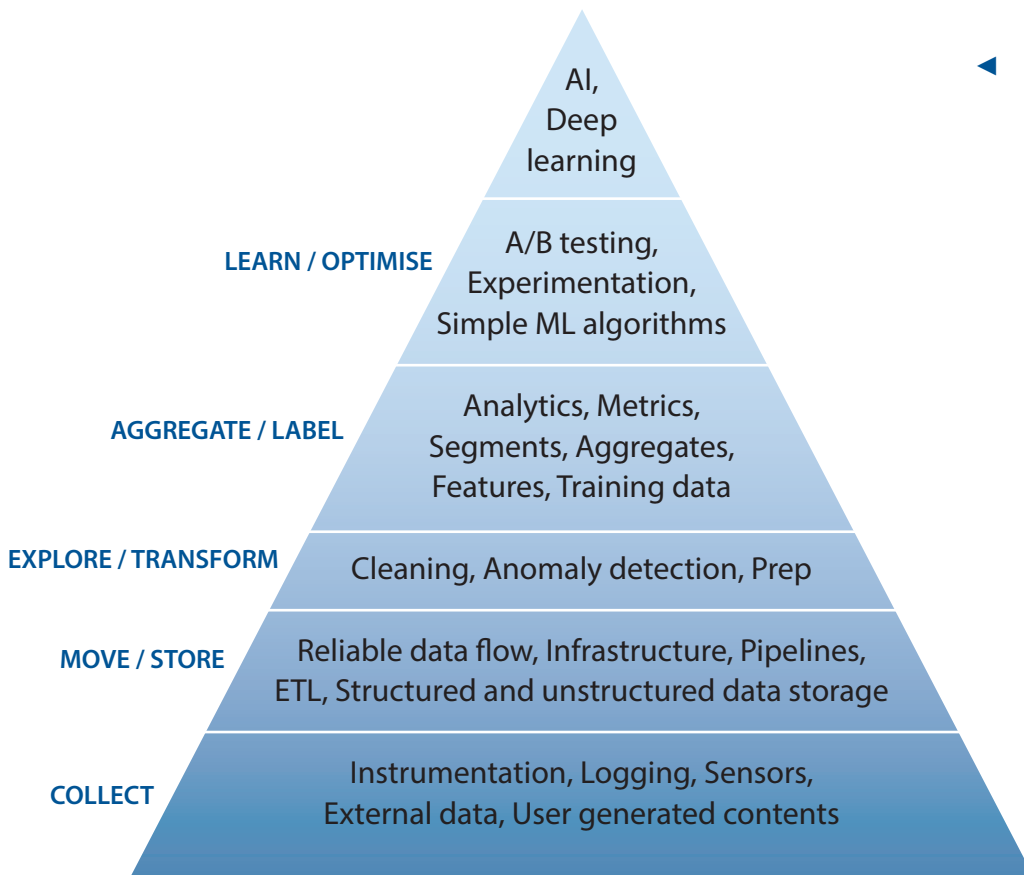 AI,
Deep
learning
LEARN / OPTIMISE
A/B testing,
Experimentation,
Simple ML algorithms
AGGREGATE / LABEL
Analytics, Metrics,
Segments, Aggregates,
Features, Training data
EXPLORE / TRANSFORM
Cleaning, Anomaly detection, Prep
MOVE / STORE
Reliable data flow, Infrastructure, Pipelines,
ETL, Structured and unstructured data storage
COLLECT
Instrumentation, Logging, Sensors,
External data, User generated contents